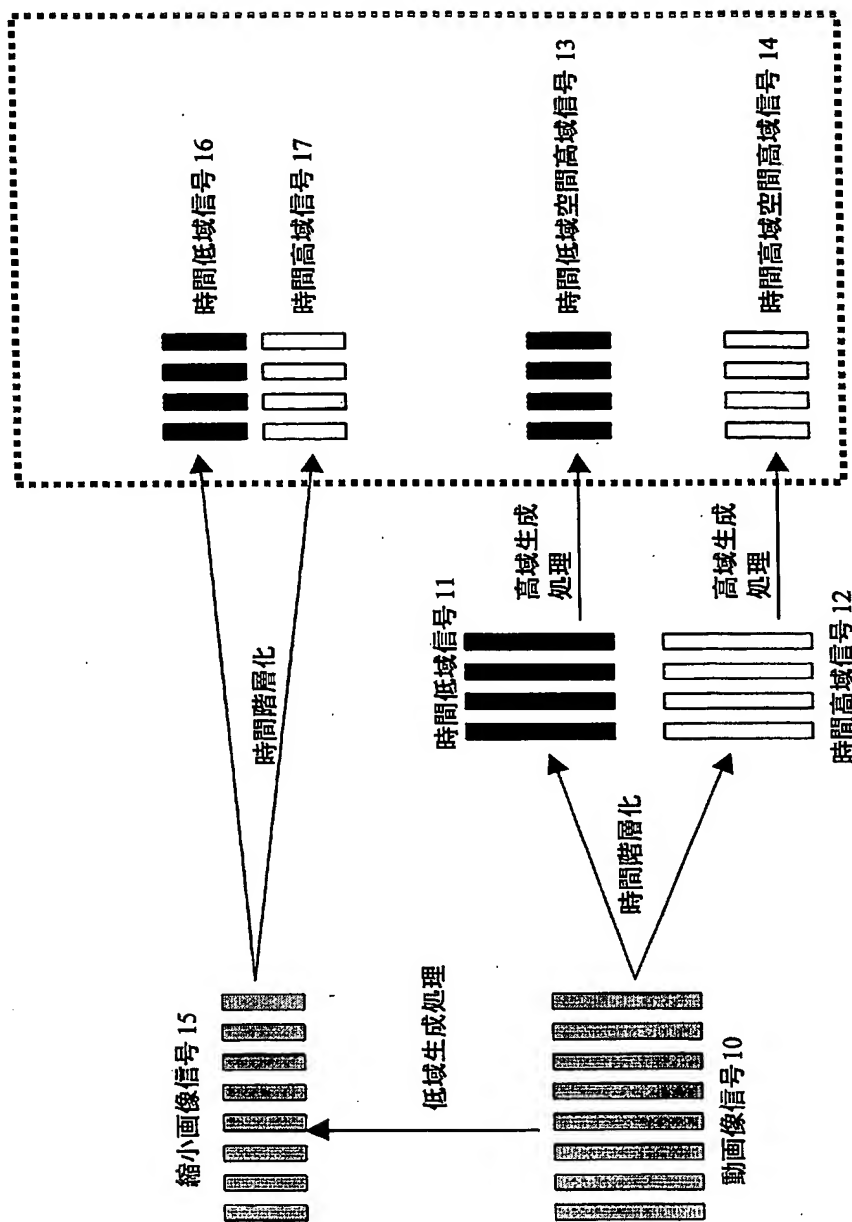 縮小画像信号 15
低域生成処理
動画像信号10
時間階層化
時間階層化
時間低域信号 11
時間高域信号 12
高域生成
処理
高域生成
処理
時間低域信号 16
時間高域信号 17
時間低域空間高域信号 13
時間高域空間高域信号 14